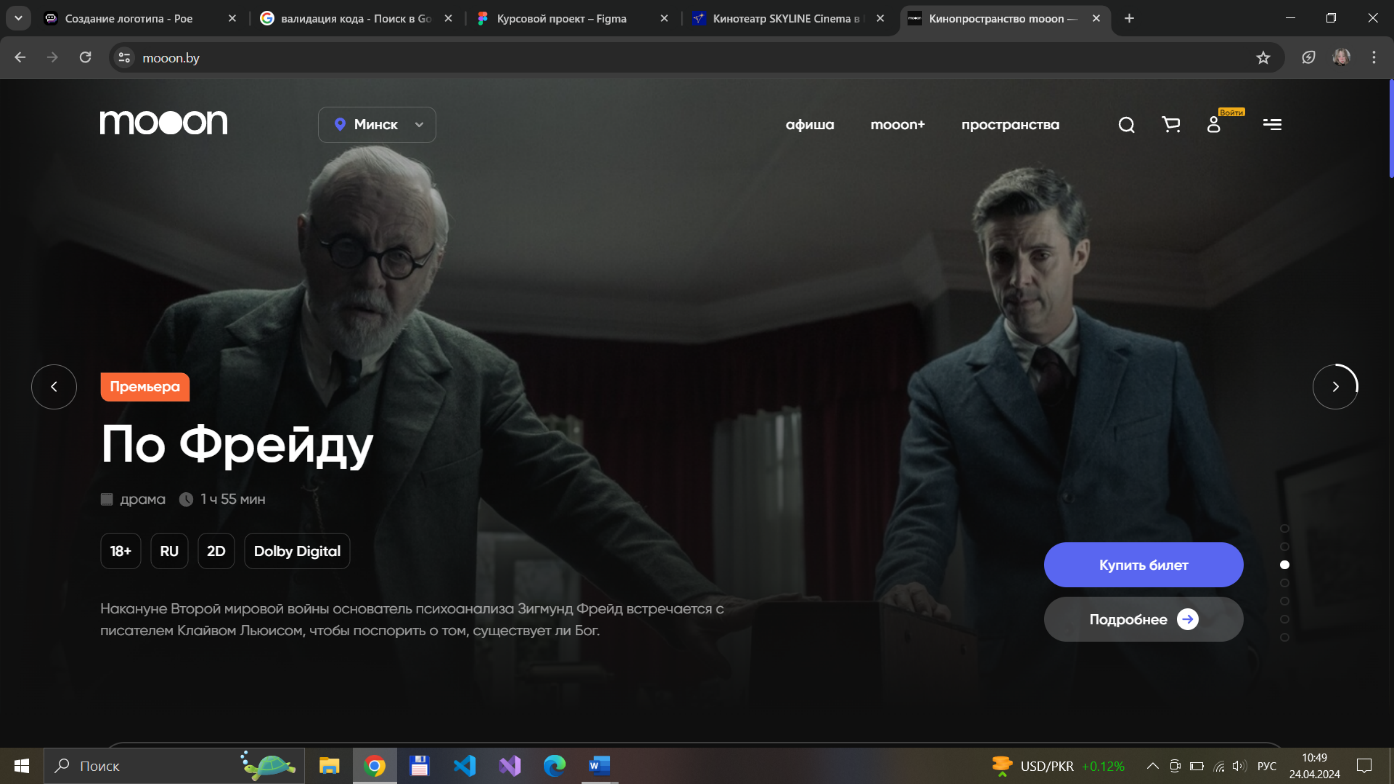 Создание логотипа - Poe
валидация кода - Поиск в Go
Курсовой проект – Figma
Кинотеатр SKYLINE Cinema в
Кинопространство mooon —
mooon.by
mooon
Минск
афиша
mooon+
пространства
Войти
Премьера
По Фрейду
драма
1 ч 55 мин
18+
RU
2D
Dolby Digital
Накануне Второй мировой войны основатель психоанализа Зигмунд Фрейд встречается с
писателем Клайвом Льюисом, чтобы поспорить о том, существует ли Бог.
Купить билет
Подробнее
Поиск
USD/PKR +0,12%
РУС
10:49
24.04.2024